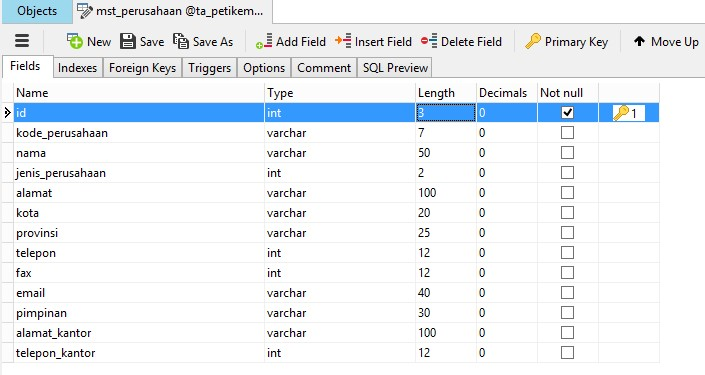 Objects mst_perusahaan @ta_petikem...
New Save Save As Add Field Insert Field Delete Field Primary Key Move Up
Fields Indexes Foreign Keys Triggers Options Comment SQL Preview
Name Type Length Decimals Not null
id int 3 0 1
kode_perusahaan varchar 7 0
nama varchar 50 0
jenis_perusahaan int 2 0
alamat varchar 100 0
kota varchar 20 0
provinsi varchar 25 0
telepon int 12 0
fax int 12 0
email varchar 40 0
pimpinan varchar 30 0
alamat_kantor varchar 100 0
telepon_kantor int 12 0